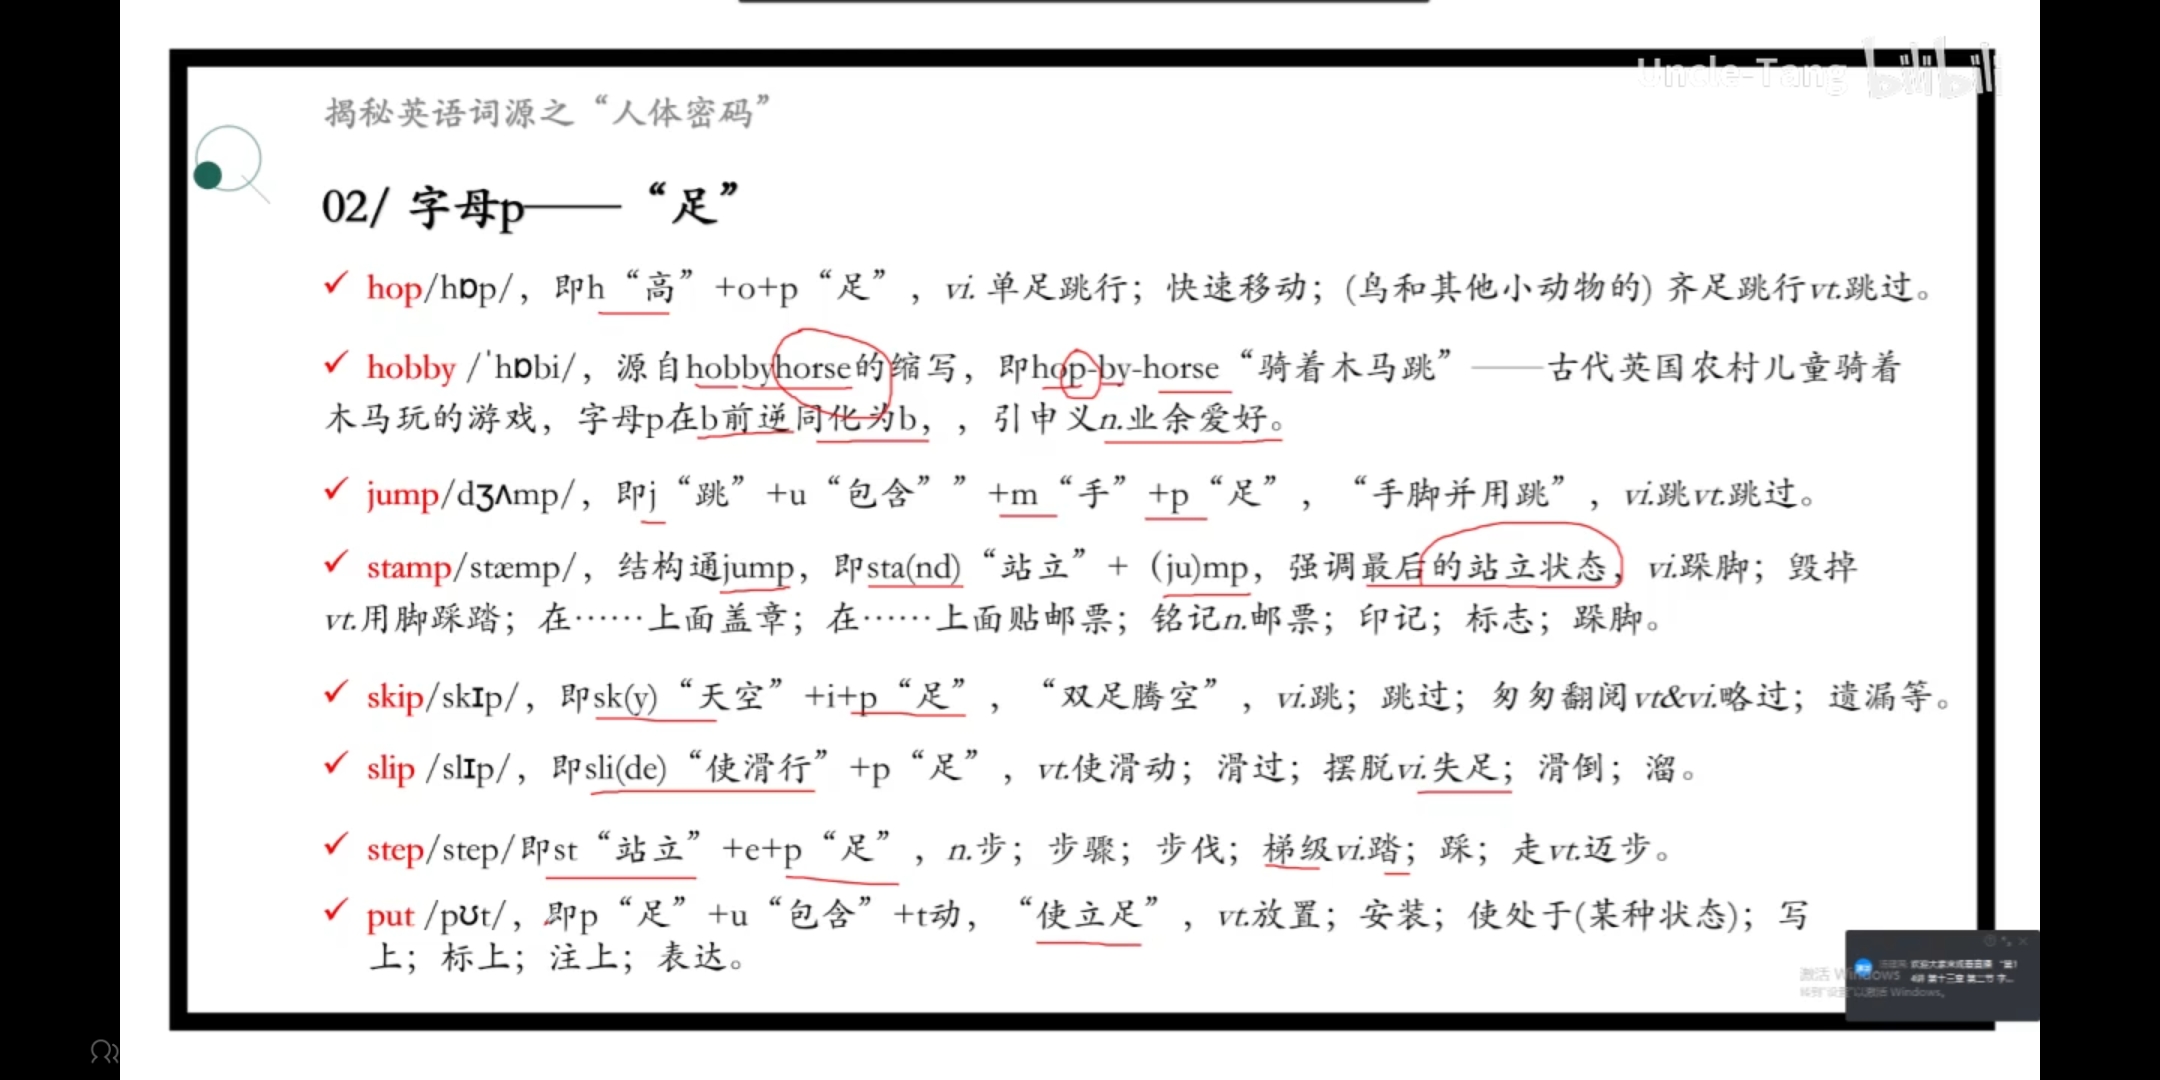 Uncle-Tang bilibili
揭秘英语词源之“人体密码”
02/ 字母p——“足”
✓ hop/hɒp/，即h“高”+o+p“足”，vi. 单足跳行；快速移动；(鸟和其他小动物的) 齐足跳行vt.跳过。
✓ hobby /ˈhɒbi/，源自hobbyhorse的缩写，即hop-by-horse“骑着木马跳”——古代英国农村儿童骑着
木马玩的游戏，字母p在b前逆同化为b，，引申义n.业余爱好。
✓ jump/dʒʌmp/，即j“跳”+u“包含””+m“手”+p“足”，“手脚并用跳”，vi.跳vt.跳过。
✓ stamp/stæmp/，结构通jump，即sta(nd)“站立”+（ju)mp，强调最后的站立状态，vi.跺脚；毁掉
vt.用脚踩踏；在……上面盖章；在……上面贴邮票；铭记n.邮票；印记；标志；跺脚。
✓ skip/skɪp/，即sk(y)“天空”+i+p“足”，“双足腾空”，vi.跳；跳过；匆匆翻阅vt&vi.略过；遗漏等。
✓ slip /slɪp/，即sli(de)“使滑行”+p“足”，vt.使滑动；滑过；摆脱vi.失足；滑倒；溜。
✓ step/step/即st“站立”+e+p“足”，n.步；步骤；步伐；梯级vi.踏；踩；走vt.迈步。
✓ put /pʊt/，即p“足”+u“包含”+t动，“使立足”，vt.放置；安装；使处于(某种状态)；写
上；标上；注上；表达。
激活 Windows
转到“设置”以激活 Windows。